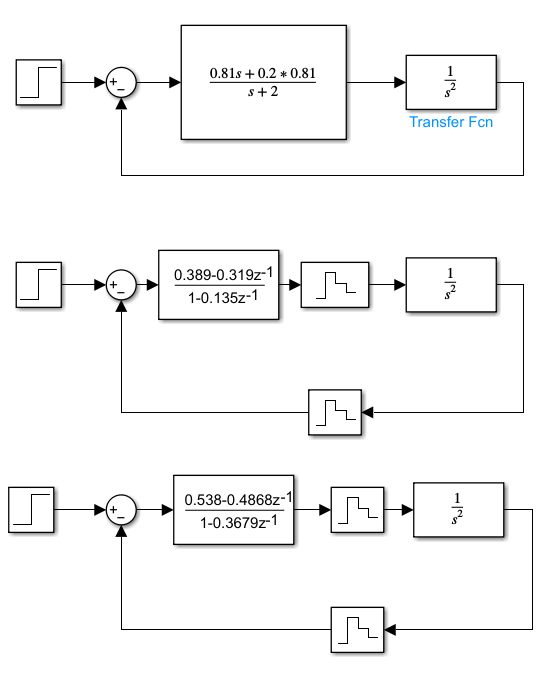 +
−
0.81s + 0.2 * 0.81
s + 2
1
s²
Transfer Fcn
+
−
0.389-0.319z-1
1-0.135z-1
1
s²
+
−
0.538-0.4868z-1
1-0.3679z-1
1
s²